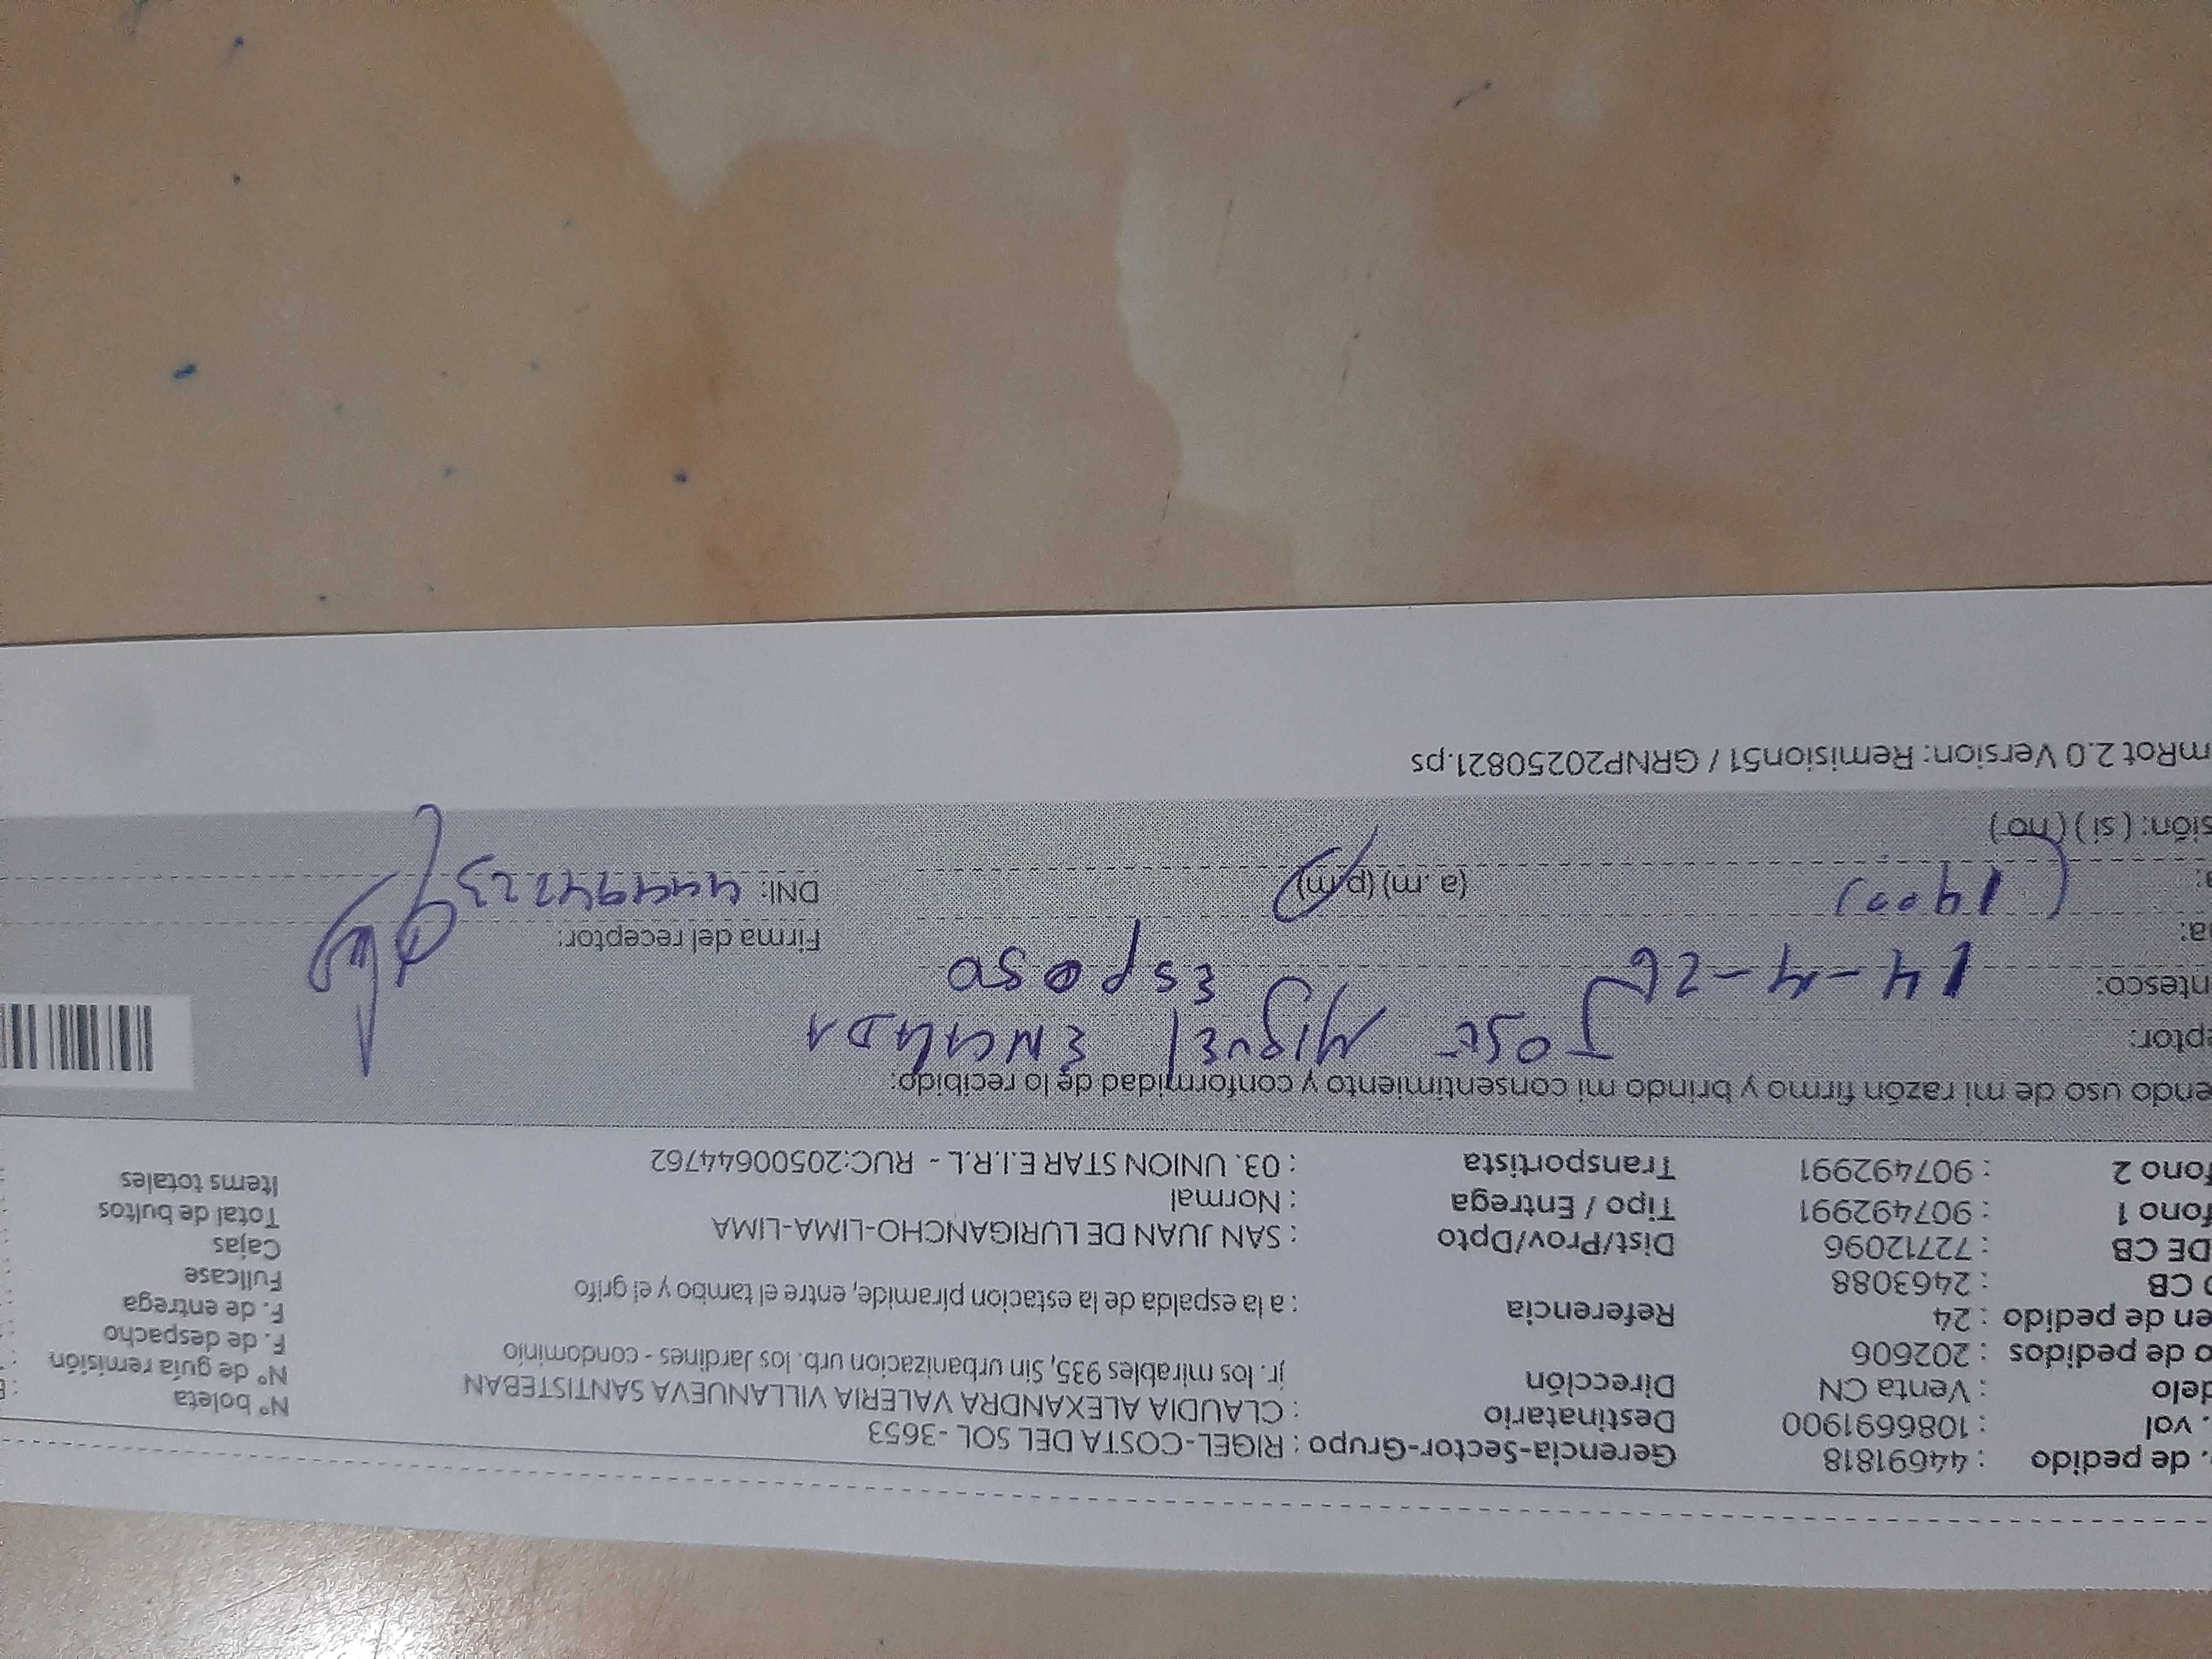 . de pedido : 44691818 Gerencia-Sector-Grupo : RIGEL-COSTA DEL SOL -3653
. val : 1086691900 Destinatario : CLAUDIA ALEXANDRA VALERIA VILLANUEVA SANTISTEBAN Nº boleta
delo : Venta CN Dirección jr. los mirables 935, Sin urbanizacion urb. los Jardines - condominio Nº de guía remisión
o de pedidos : 202606 F. de despacho
en de pedido : 24 Referencia : a la espalda de la estacion piramide, entre el tambo y el grifo F. de entrega
o CB : 2463088 Fullcase
DE CB : 72712096 Dist/Prov/Dpto : SAN JUAN DE LURIGANCHO-LIMA-LIMA Cajas
fono 1 : 907492991 Tipo / Entrega : Normal Total de bultos
fono 2 : 907492991 Transportista : 03. UNION STAR E.I.R.L - RUC:20500644762 Items totales
endo uso de mi razón firmo y brindo mi consentimiento y conformidad de lo recibido:
eptor: JOSE MIGUEL ENCALADA
ntesco: Esposo
14-4-26
a: Firma del receptor:
(a. m) (p.m) DNI:
sión: (si) (no)
mRot 2.0 Version: Remision51 / GRNP20250821.ps